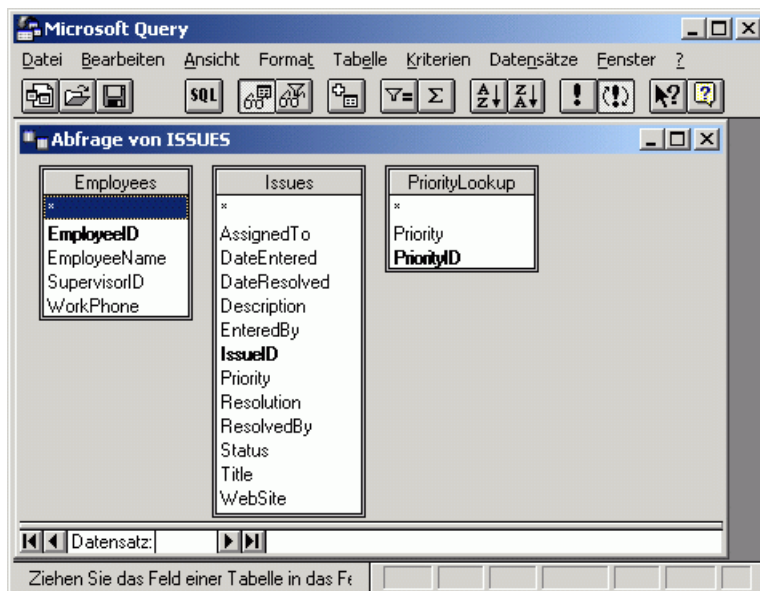 Microsoft Query
Datei Bearbeiten Ansicht Format Tabelle Kriterien Datensätze Fenster ?
SQL
Abfrage von ISSUES
Employees
*
EmployeeID
EmployeeName
SupervisorID
WorkPhone
Issues
*
AssignedTo
DateEntered
DateResolved
Description
EnteredBy
IssueID
Priority
Resolution
ResolvedBy
Status
Title
WebSite
PriorityLookup
*
Priority
PriorityID
Datensatz:
Ziehen Sie das Feld einer Tabelle in das Fe